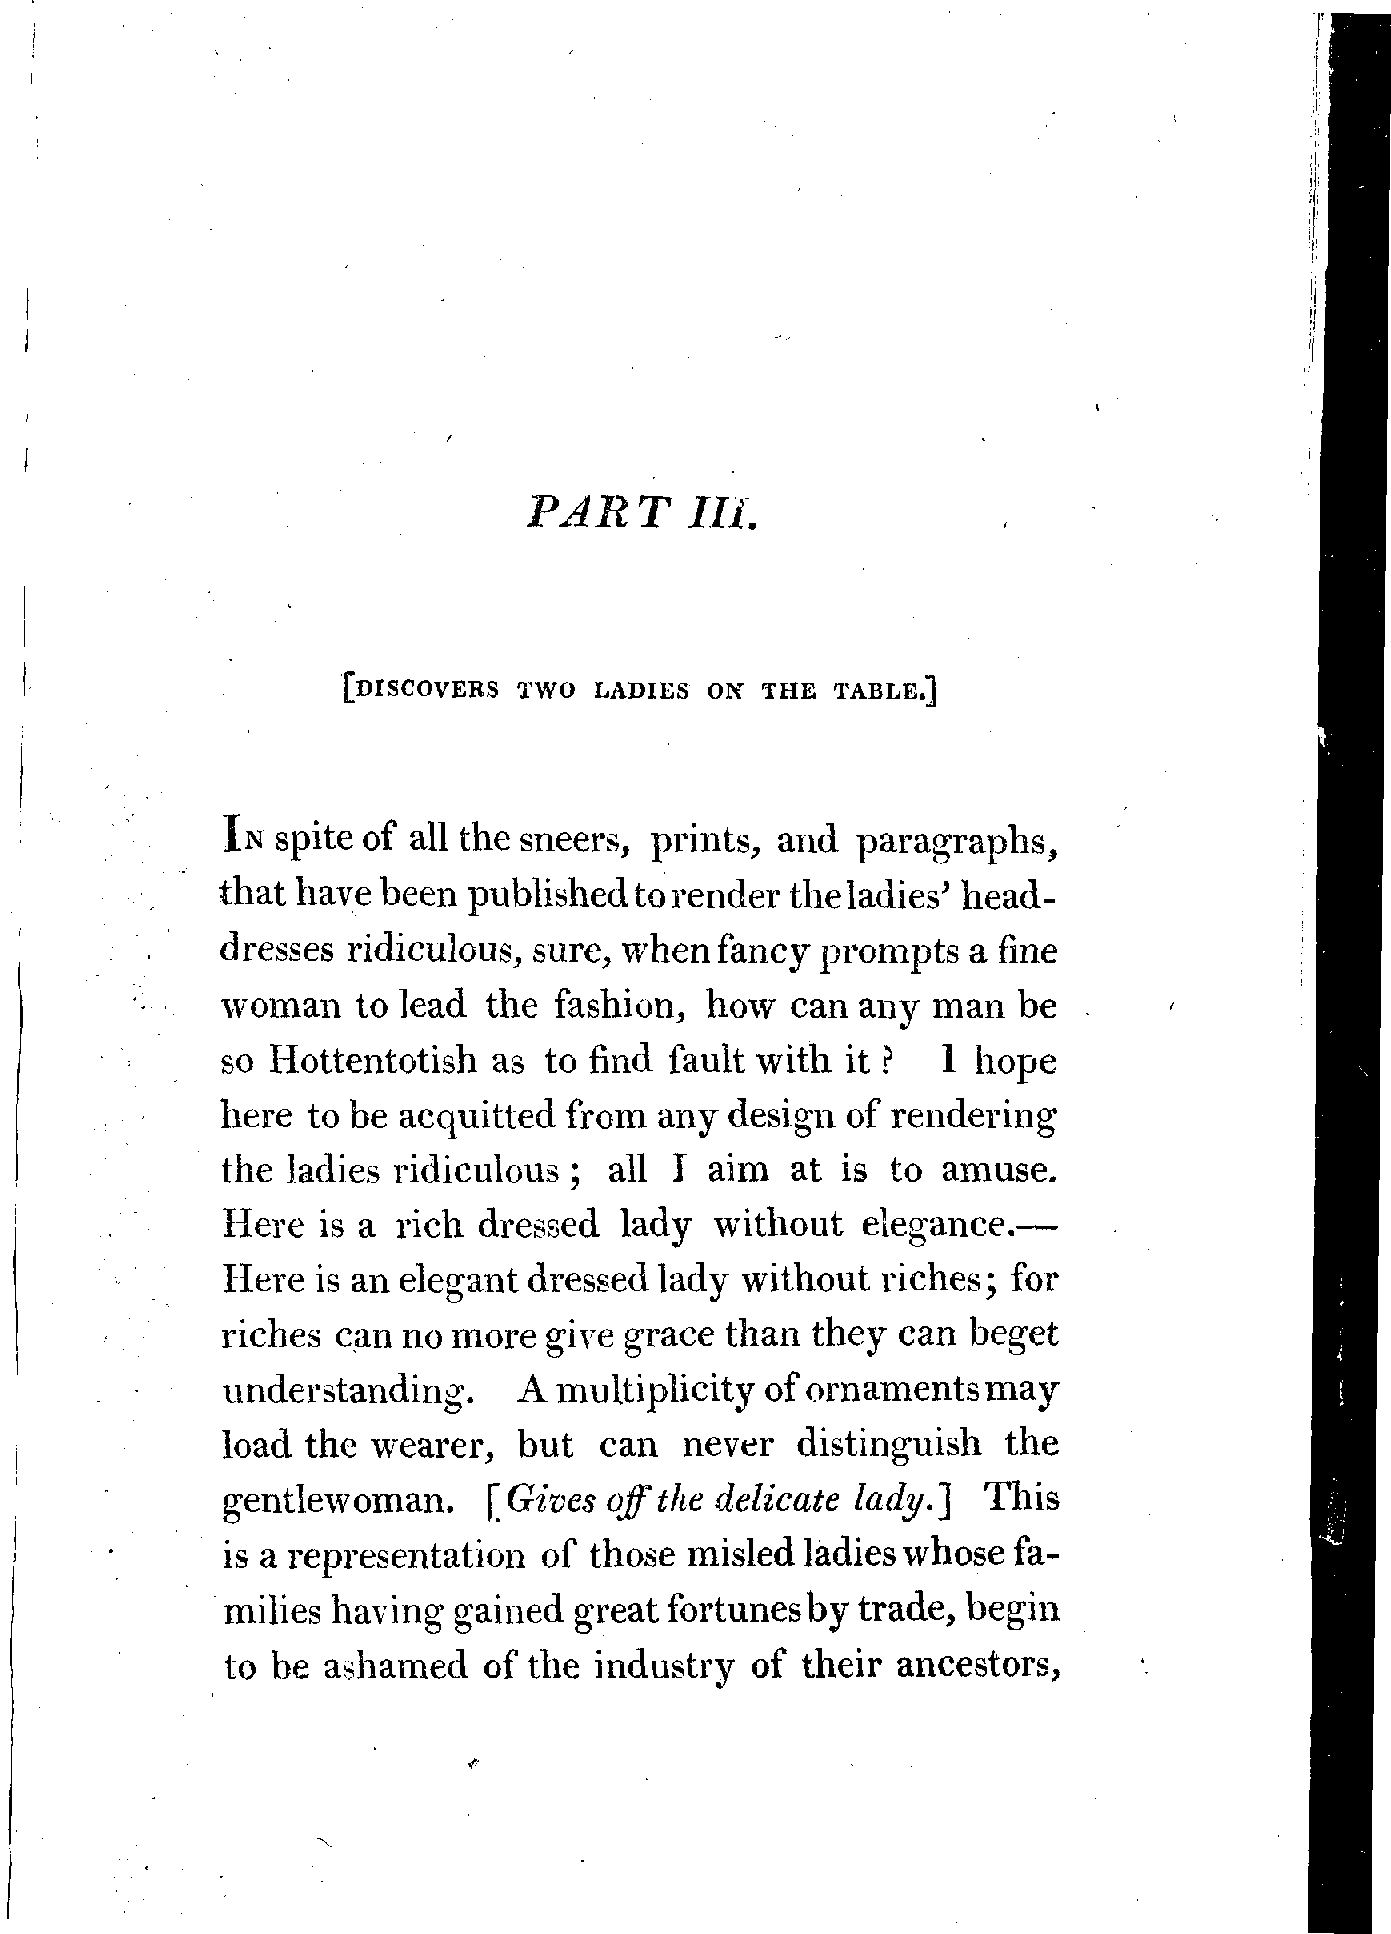 PART III.
[DISCOVERS TWO LADIES ON THE TABLE.]
IN spite of all the sneers, prints, and paragraphs,
that have been published to render the ladies' head-
dresses ridiculous, sure, when fancy prompts a fine
woman to lead the fashion, how can any man be
so Hottentotish as to find fault with it? I hope
here to be acquitted from any design of rendering
the ladies ridiculous; all I aim at is to amuse.
Here is a rich dressed lady without elegance.—
Here is an elegant dressed lady without riches; for
riches can no more give grace than they can beget
understanding. A multiplicity of ornaments may
load the wearer, but can never distinguish the
gentlewoman. [Gives off the delicate lady.] This
is a representation of those misled ladies whose fa-
milies having gained great fortunes by trade, begin
to be ashamed of the industry of their ancestors,